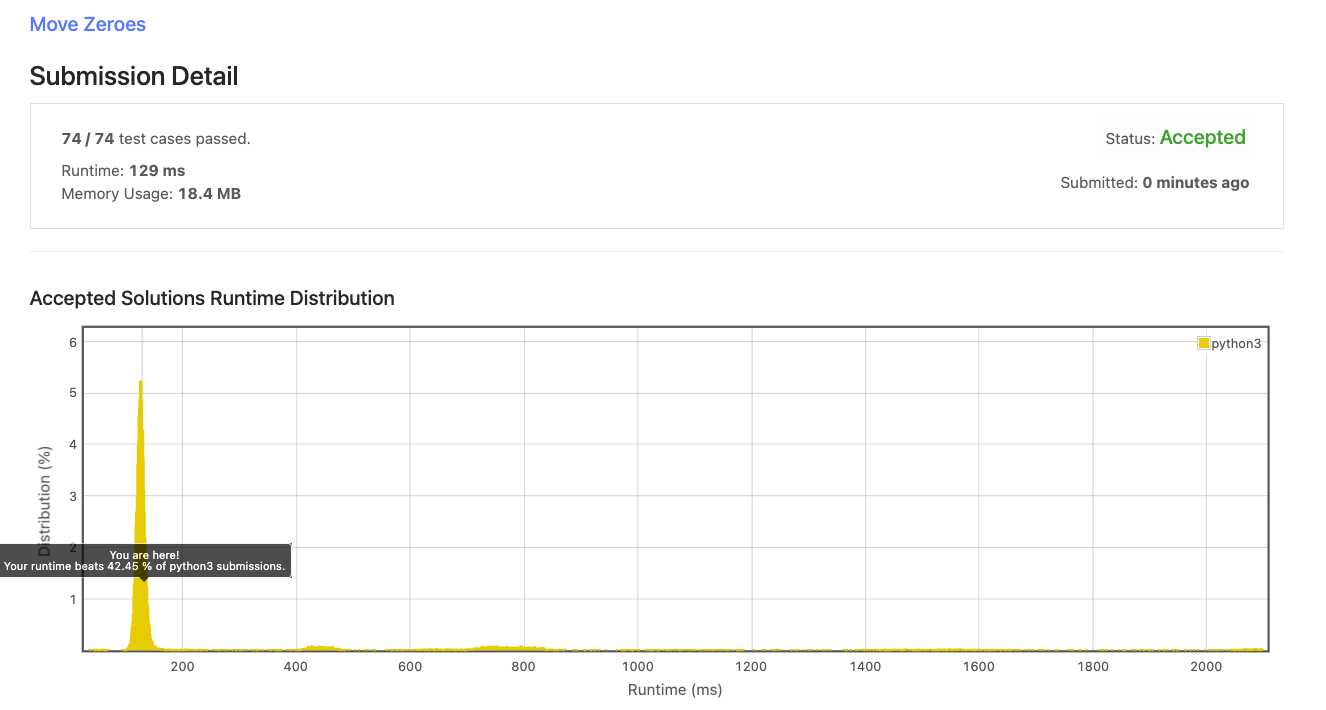 Move Zeroes
Submission Detail
74 / 74 test cases passed.
Status: Accepted
Runtime: 129 ms
Memory Usage: 18.4 MB
Submitted: 0 minutes ago
Accepted Solutions Runtime Distribution
python3
6
5
4
3
2
1
Distribution (%)
You are here!
Your runtime beats 42.45 % of python3 submissions.
200
400
600
800
1000
1200
1400
1600
1800
2000
Runtime (ms)